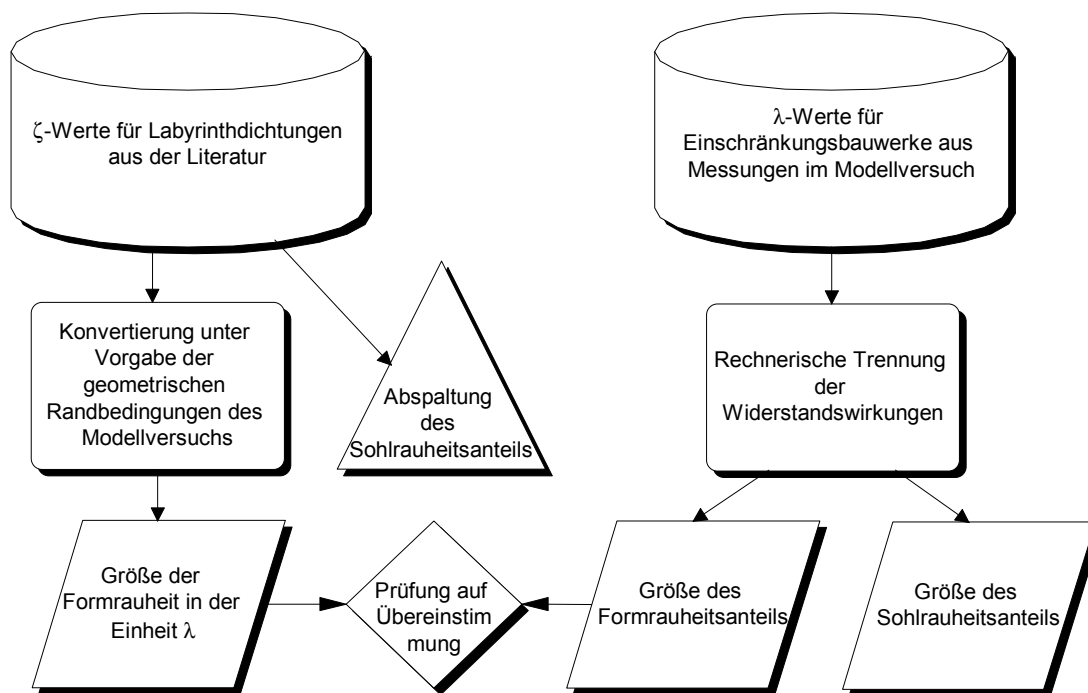 ζ-Werte für Labyrinthdichtungen
aus der Literatur
λ-Werte für
Einschränkungsbauwerke aus
Messungen im Modellversuch
Konvertierung unter
Vorgabe der
geometrischen
Randbedingungen des
Modellversuchs
Abspaltung
des
Sohlrauheitsanteils
Rechnerische Trennung
der
Widerstandswirkungen
Größe der
Formrauheit in der
Einheit λ
Prüfung auf
Übereinstim
mung
Größe des
Formrauheitsanteils
Größe des
Sohlrauheitsanteils